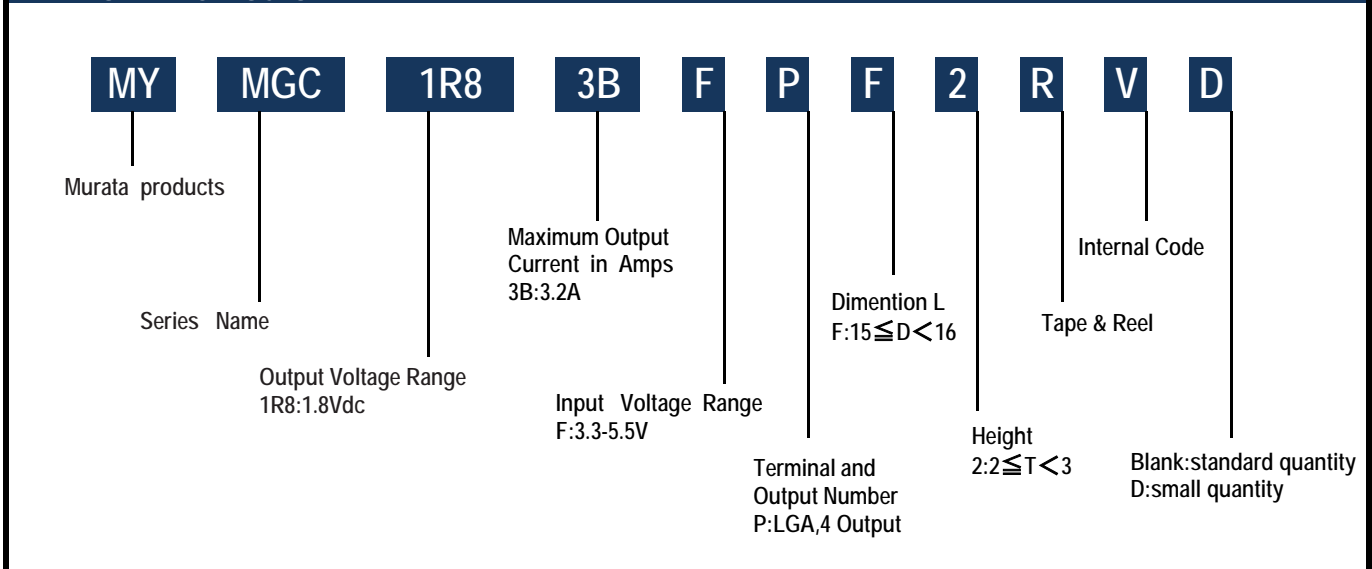 MY MGC 1R8 3B F P F 2 R V D
Murata products
Series Name
Output Voltage Range
1R8:1.8Vdc
Maximum Output
Current in Amps
3B:3.2A
Input Voltage Range
F:3.3-5.5V
Terminal and
Output Number
P:LGA,4 Output
Dimention L
F:15≦D<16
Height
2:2≦T<3
Tape & Reel
Internal Code
Blank:standard quantity
D:small quantity